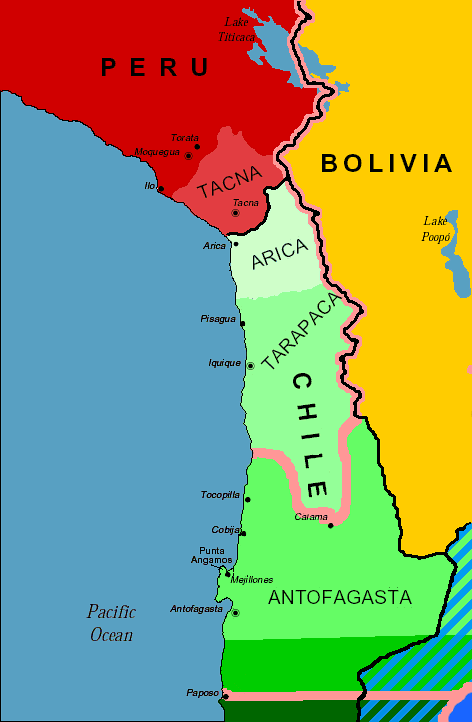 Lake
Titicaca
PERU
Torata
Moquegua
BOLIVIA
Ilo
TACNA
Tacna
Lake
Poopó
Arica
ARICA
Pisagua
TARAPACA
Iquique
CHILE
Tocopilla
Calama
Cobija
Punta
Angamos
Mejillones
ANTOFAGASTA
Antofagasta
Pacific
Ocean
Paposo